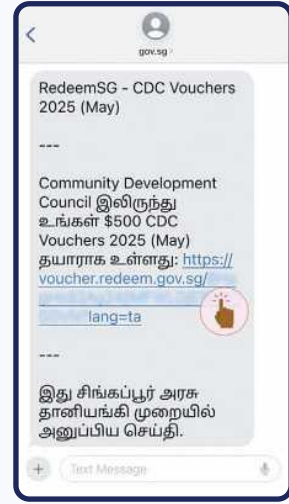 gov.sg
RedeemSG - CDC Vouchers
2025 (May)
---
Community Development
Council இலிருந்து
உங்கள் $500 CDC
Vouchers 2025 (May)
தயாராக உள்ளது: https://
voucher.redeem.gov.sg/
lang=ta
---
இது சிங்கப்பூர் அரசு
தானியங்கி முறையில்
அனுப்பிய செய்தி.
Text Message